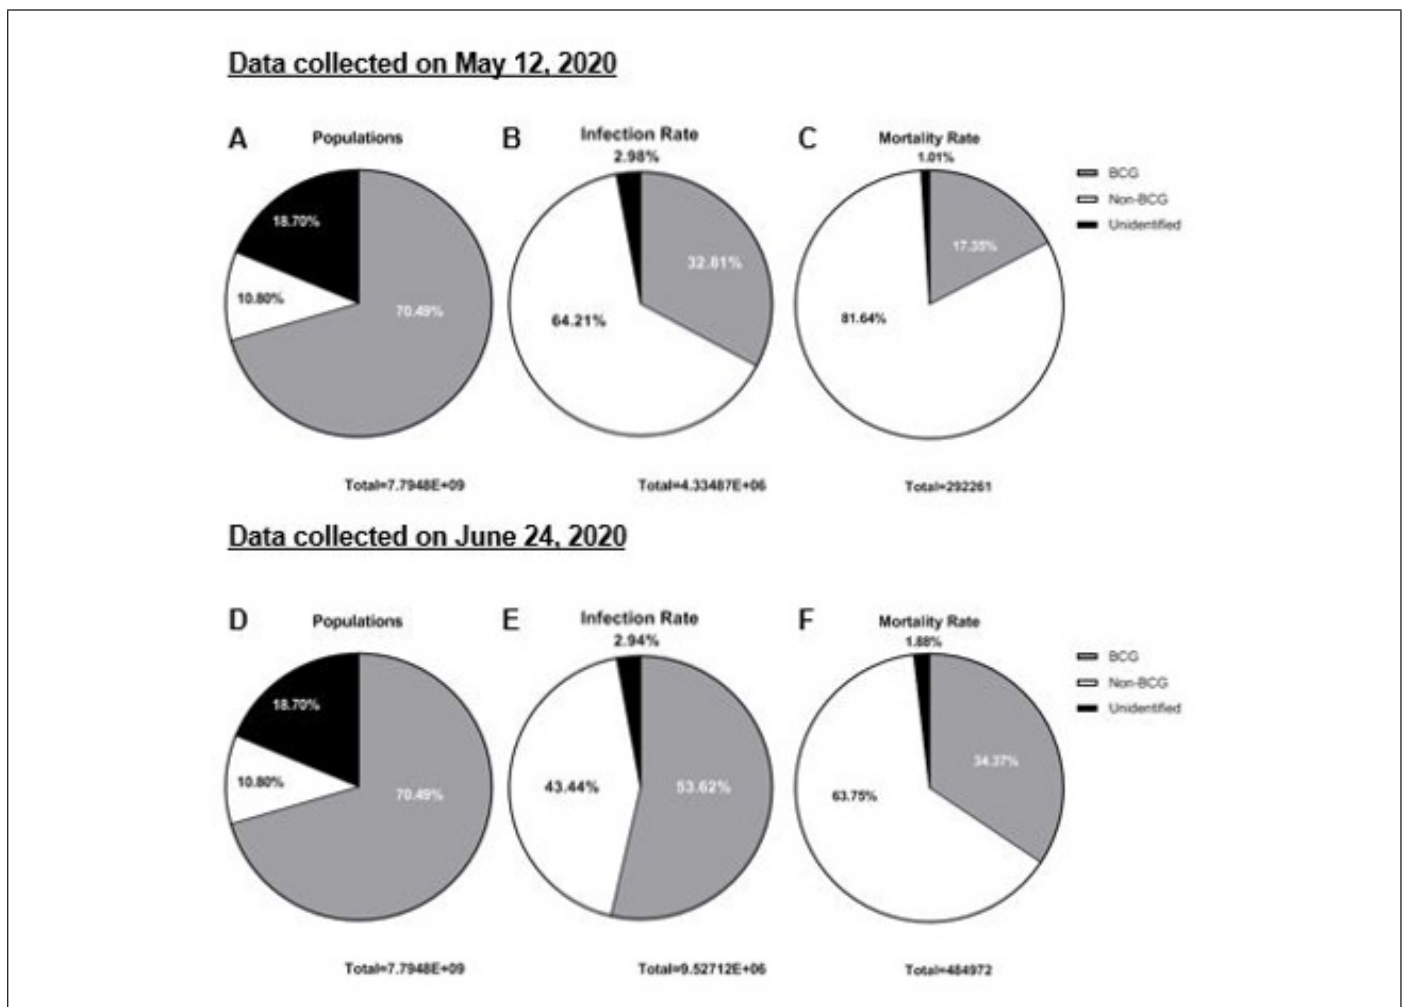 Data collected on May 12, 2020
A Populations
B Infection Rate
C Mortality Rate
2.98%
1.01%
BCG
Non-BCG
Unidentified
18.70%
10.80%
70.49%
32.81%
64.21%
17.35%
81.64%
Total=7.7948E+09
Total=4.33487E+06
Total=292261
Data collected on June 24, 2020
D Populations
E Infection Rate
F Mortality Rate
2.94%
1.88%
BCG
Non-BCG
Unidentified
18.70%
10.80%
70.49%
43.44%
53.62%
34.37%
63.75%
Total=7.7948E+09
Total=9.52712E+06
Total=484972